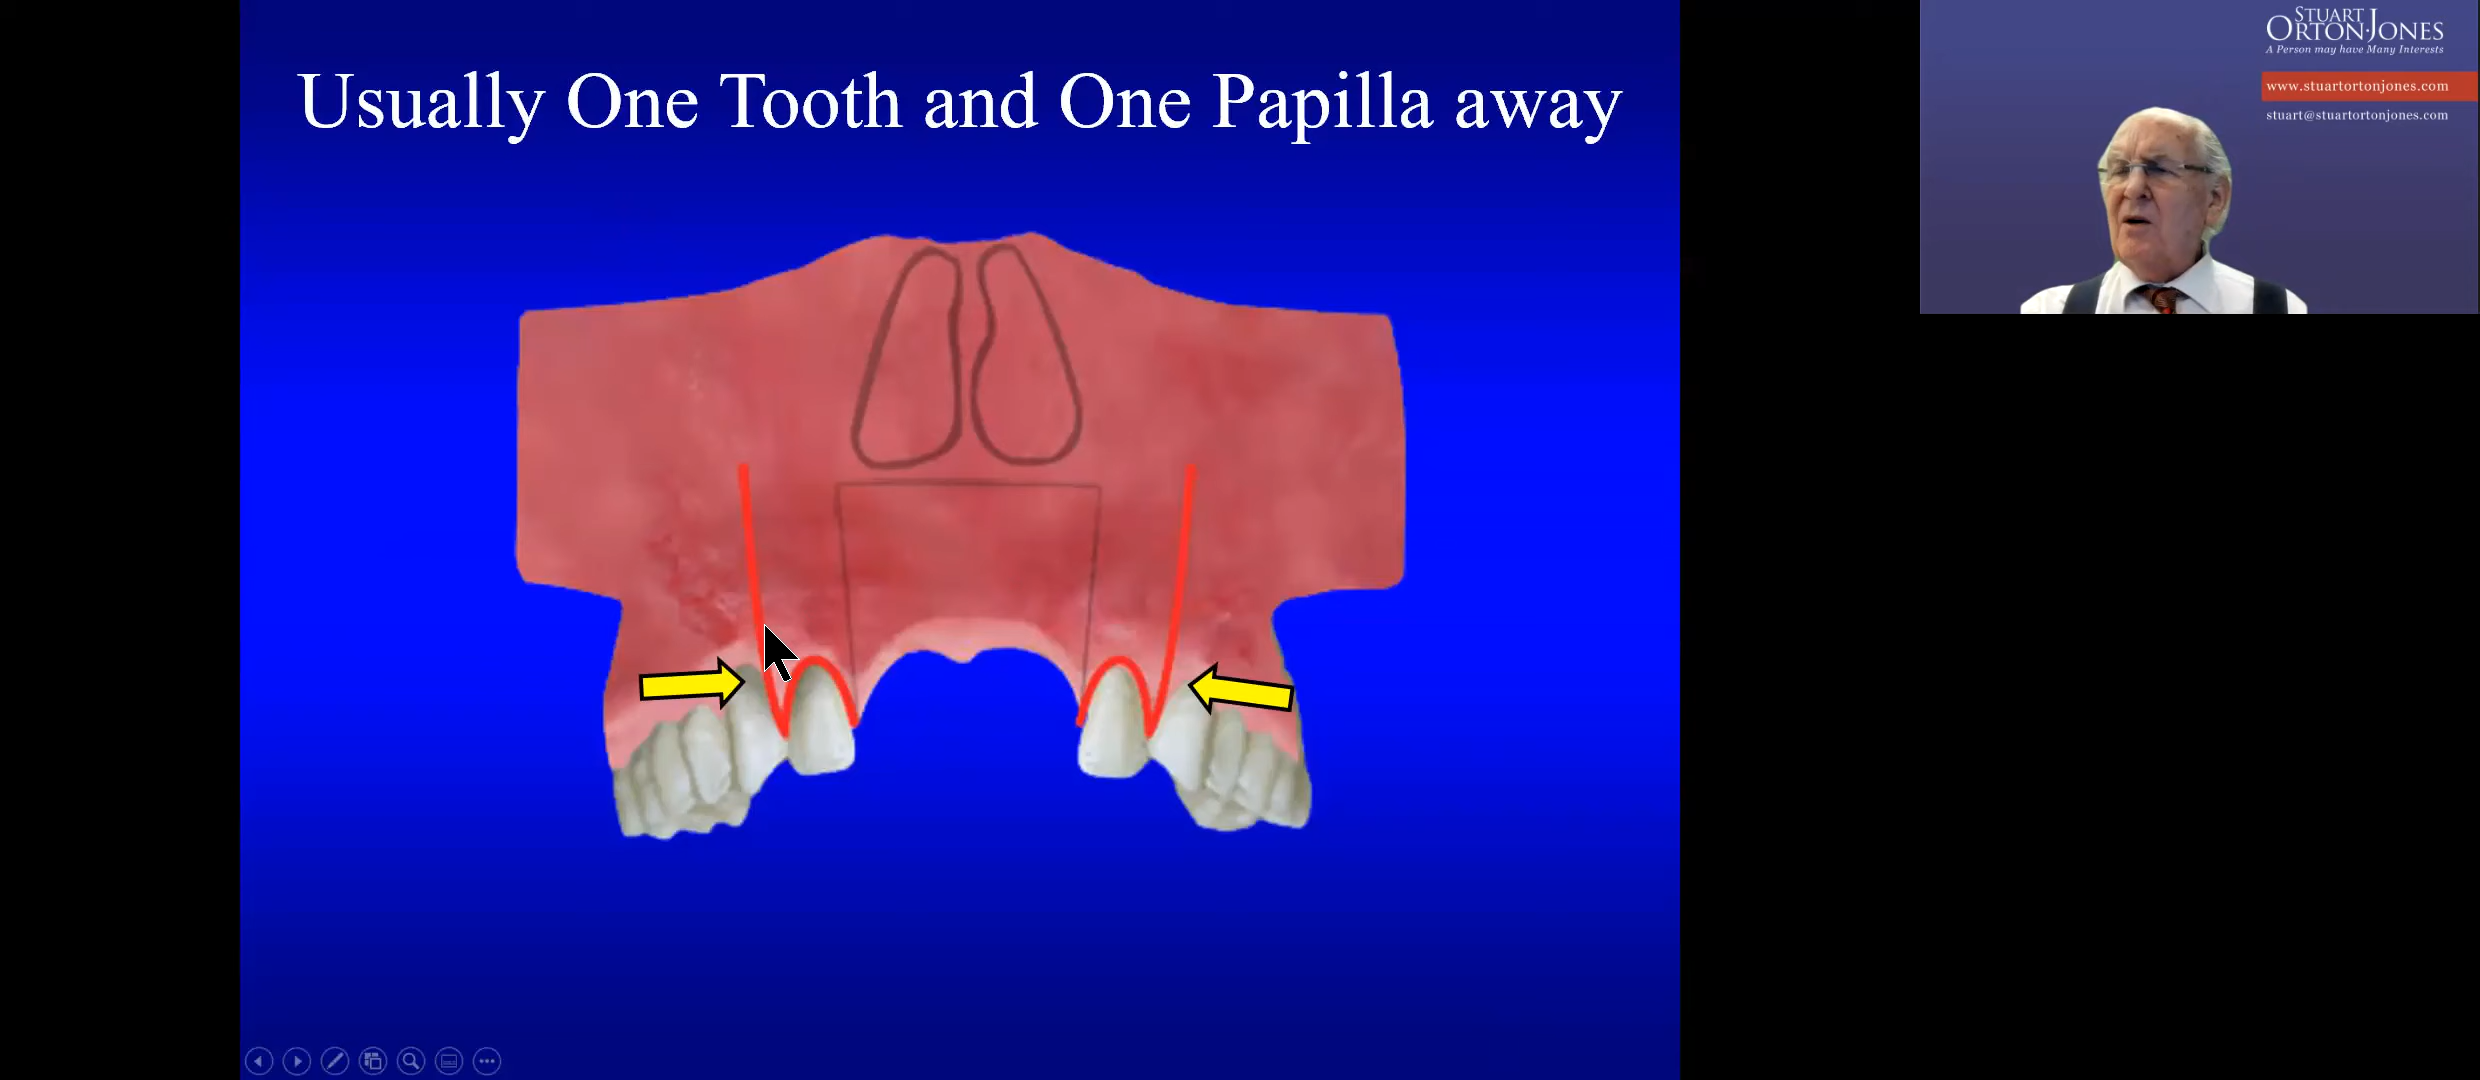 Usually One Tooth and One Papilla away
STUART
ORTON-JONES
A Person may have Many Interests
www.stuartortonjones.com
stuart@stuartortonjones.com